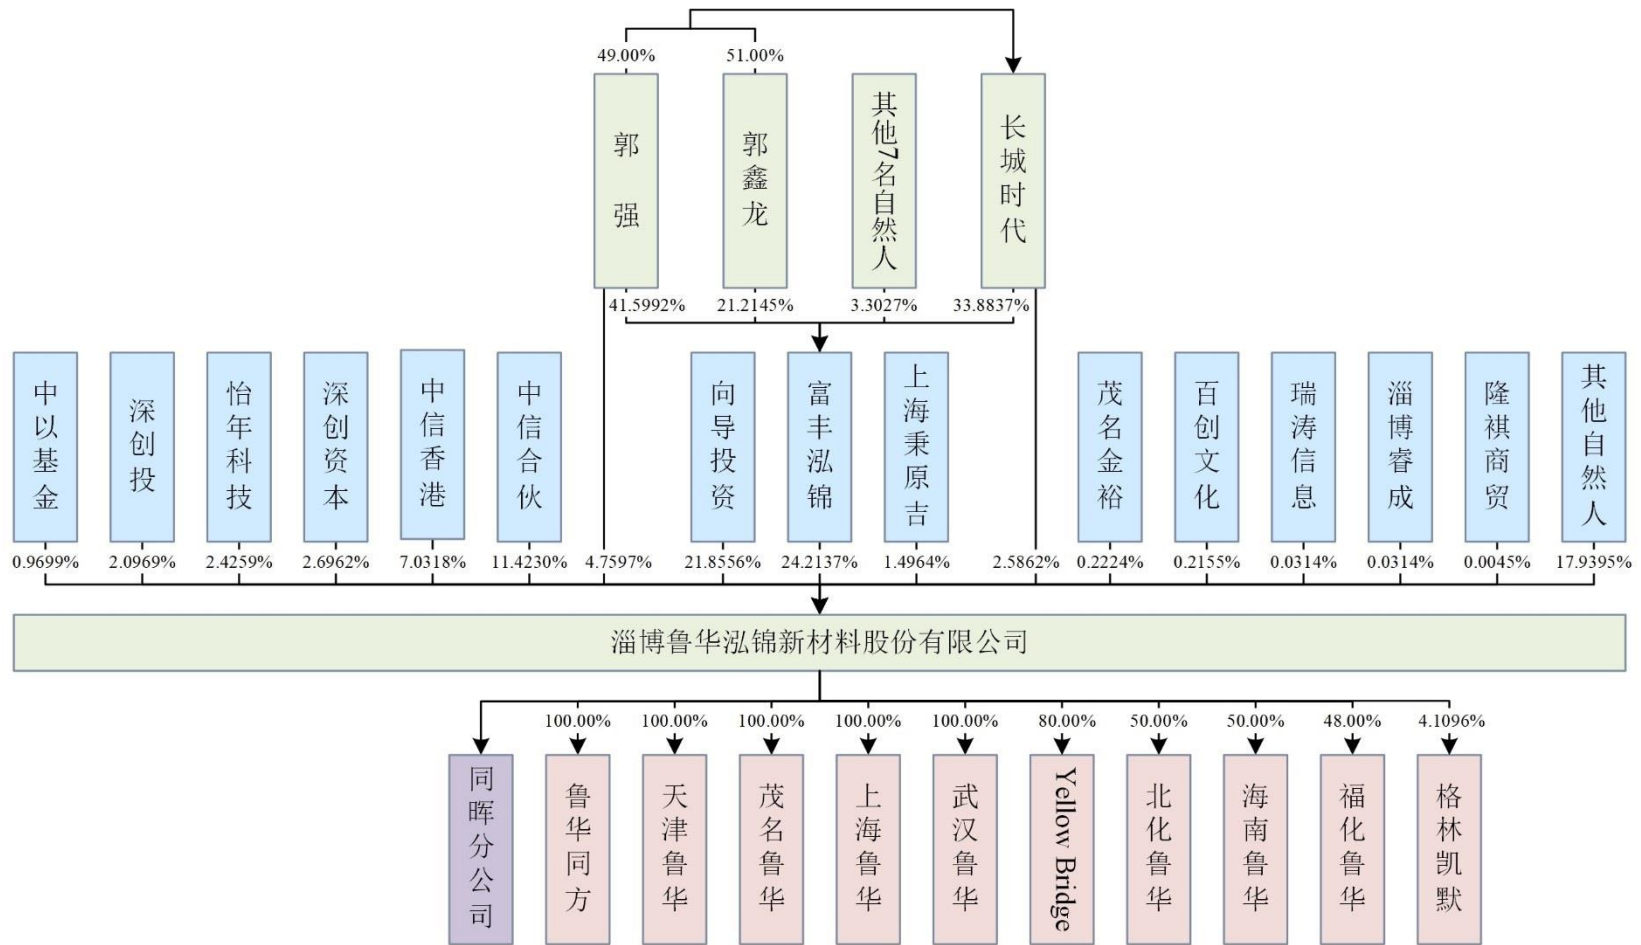 49.00%
51.00%
郭强
郭鑫龙
其他7名自然人
长城时代
41.5992%
21.2145%
3.3027%
33.8837%
中以基金
深创投
怡年科技
深创资本
中信香港
中信合伙
向导投资
富丰泓锦
上海秉原吉
茂名金裕
百创文化
瑞涛信息
淄博睿成
隆祺商贸
其他自然人
0.9699%
2.0969%
2.4259%
2.6962%
7.0318%
11.4230%
4.7597%
21.8556%
24.2137%
1.4964%
2.5862%
0.2224%
0.2155%
0.0314%
0.0314%
0.0045%
17.9395%
淄博鲁华泓锦新材料股份有限公司
100.00%
100.00%
100.00%
100.00%
100.00%
80.00%
50.00%
50.00%
48.00%
4.1096%
同晖分公司
鲁华同方
天津鲁华
茂名鲁华
上海鲁华
武汉鲁华
Yellow Bridge
北化鲁华
海南鲁华
福化鲁华
格林凯默